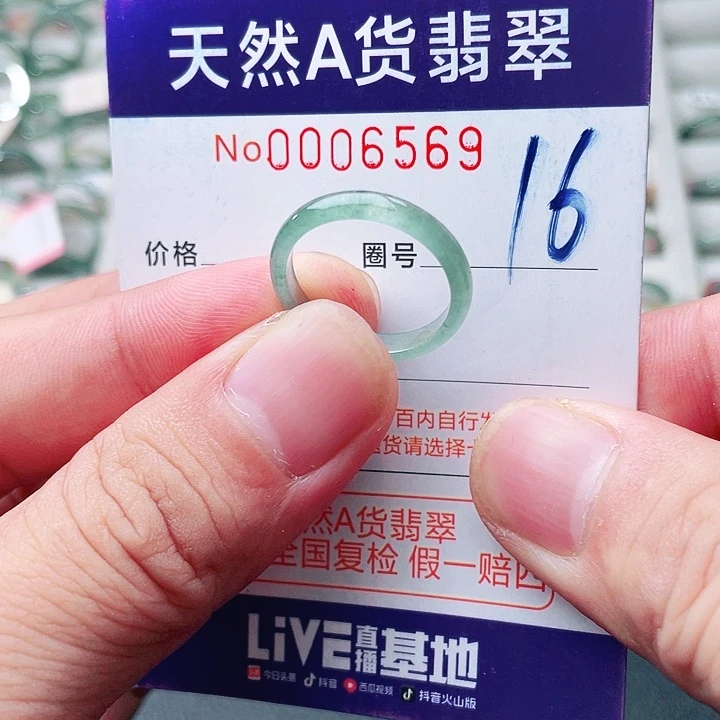 天然A货翡翠
No0006569
16
价格
圈号
百内自行发
货请选择
然A货翡翠
全国复检 假一赔四
LiVE直播基地
今日头条 抖音 西瓜视频 抖音火山版